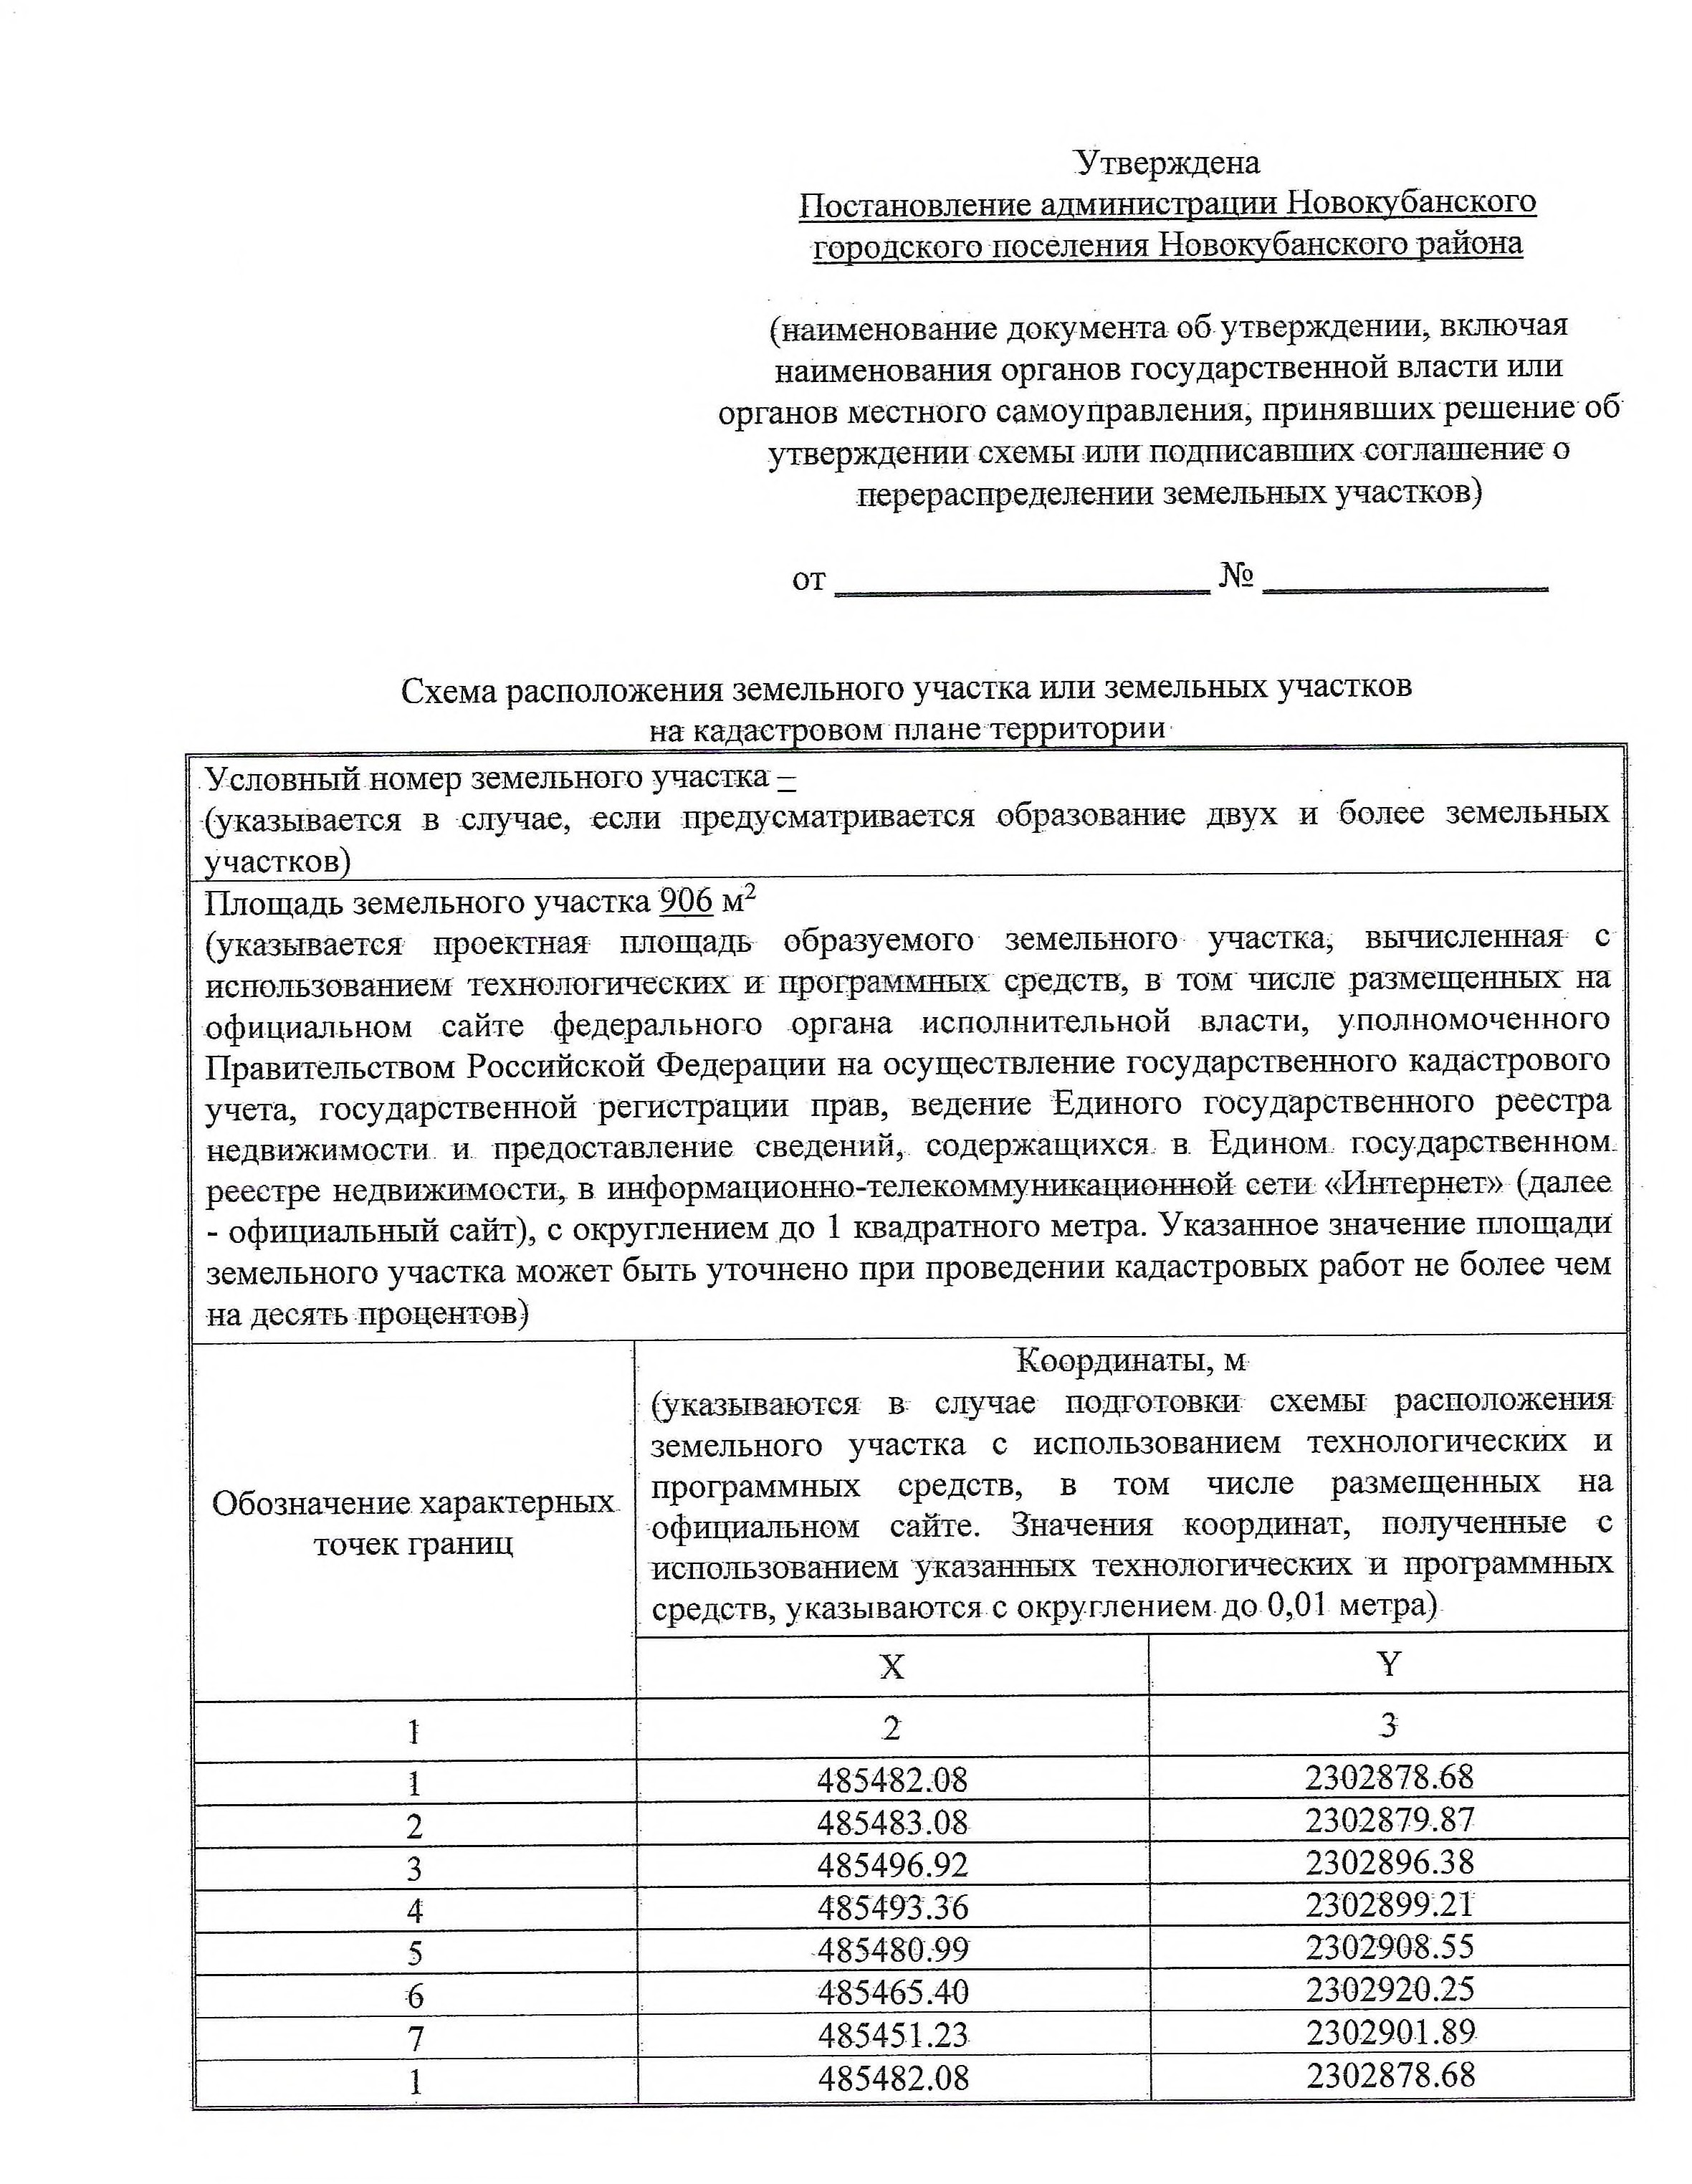 Утверждена
Постановление администрации Новокубанского
городского поселения Новокубанского района
(наименование документа об утверждении, включая
наименования органов государственной власти или
органов местного самоуправления, принявших решение об
утверждении схемы или подписавших соглашение о
перераспределении земельных участков)
от ____________ № ____________
Схема расположения земельного участка или земельных участков
на кадастровом плане территории
Условный номер земельного участка –
(указывается в случае, если предусматривается образование двух и более земельных
участков)
Площадь земельного участка 906 м²
(указывается проектная площадь образуемого земельного участка, вычисленная с
использованием технологических и программных средств, в том числе размещенных на
официальном сайте федерального органа исполнительной власти, уполномоченного
Правительством Российской Федерации на осуществление государственного кадастрового
учета, государственной регистрации прав, ведение Единого государственного реестра
недвижимости и предоставление сведений, содержащихся в Едином государственном
реестре недвижимости, в информационно-телекоммуникационной сети «Интернет» (далее
- официальный сайт), с округлением до 1 квадратного метра. Указанное значение площади
земельного участка может быть уточнено при проведении кадастровых работ не более чем
на десять процентов)
Обозначение характерных
точек границ
Координаты, м
(указываются в случае подготовки схемы расположения
земельного участка с использованием технологических и
программных средств, в том числе размещенных на
официальном сайте. Значения координат, полученные с
использованием указанных технологических и программных
средств, указываются с округлением до 0,01 метра)
X Y
1 2 3
1 485482.08 2302878.68
2 485483.08 2302879.87
3 485496.92 2302896.38
4 485493.36 2302899.21
5 485480.99 2302908.55
6 485465.40 2302920.25
7 485451.23 2302901.89
1 485482.08 2302878.68